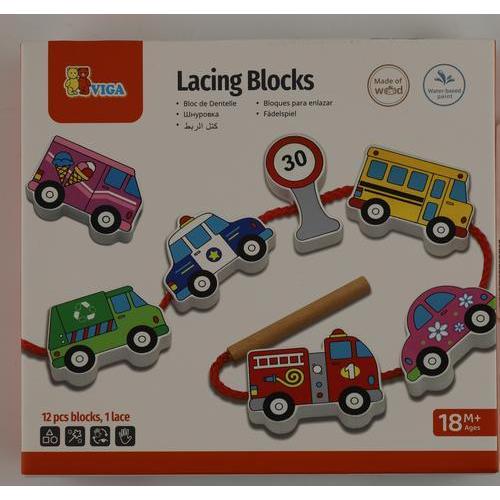 VIGA
Lacing Blocks
• Bloc de Dentelle
• Bloques para enlazar
• Шнуровка
• Fädelspiel
• كتل الربط
Made of
wood
Water-based
paint
30
1
12 pcs blocks, 1 lace
18 M+
Ages